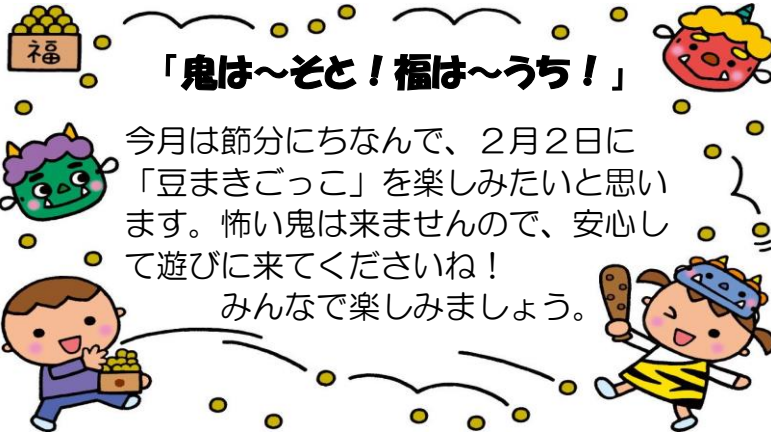 福
「鬼は～そと！福は～うち！」
今月は節分にちなんで、２月２日に
「豆まきごっこ」を楽しみたいと思い
ます。怖い鬼は来ませんので、安心し
て遊びに来てくださいね！
みんなで楽しみましょう。